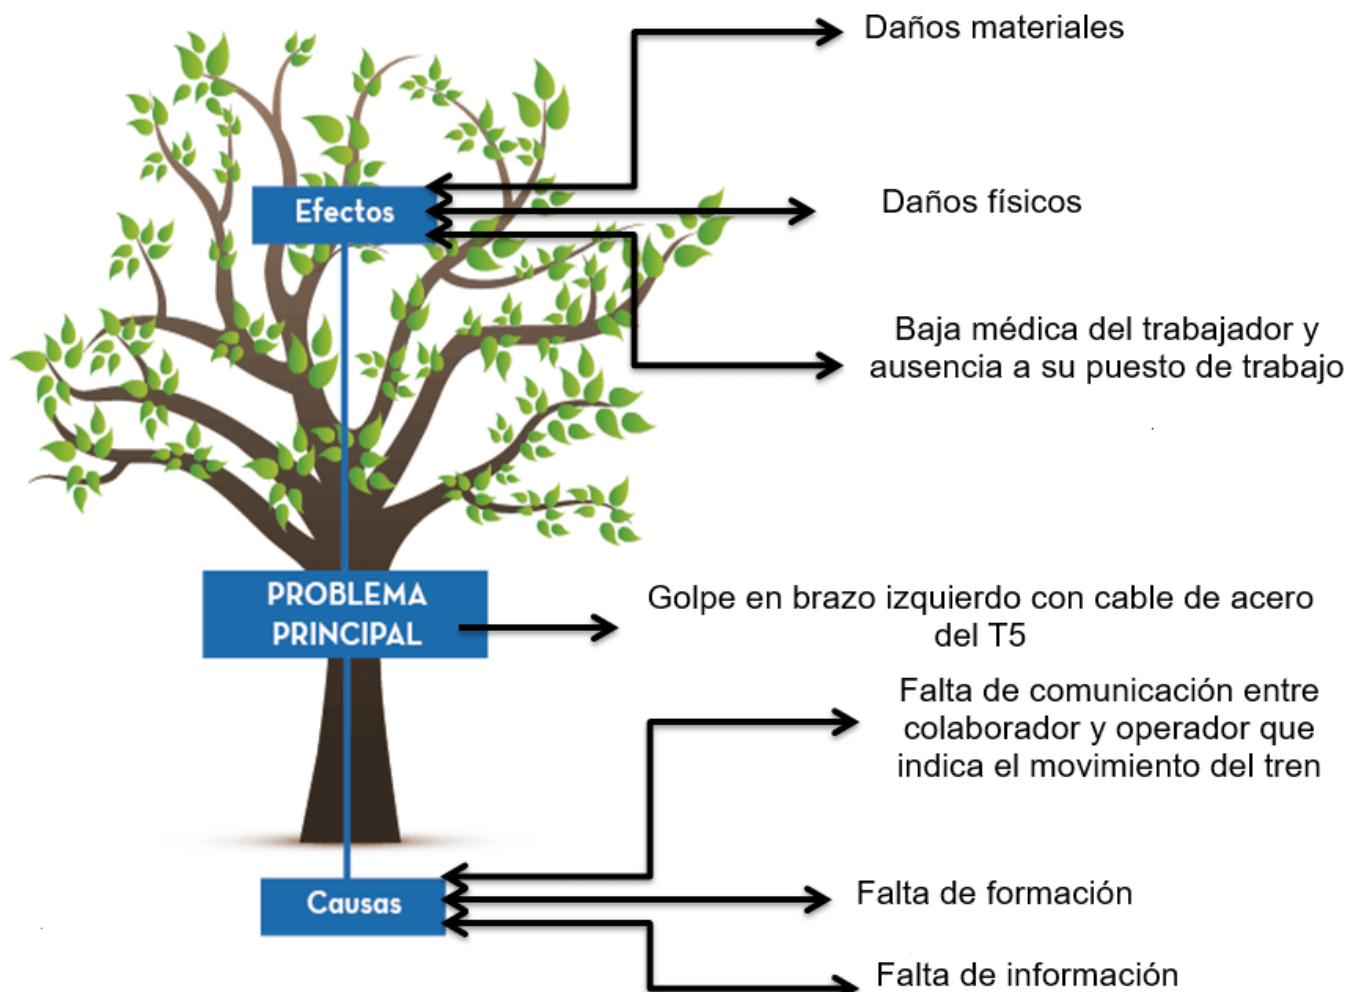 Daños materiales
Efectos
Daños físicos
Baja médica del trabajador y
ausencia a su puesto de trabajo
PROBLEMA
PRINCIPAL
Golpe en brazo izquierdo con cable de acero
del T5
Falta de comunicación entre
colaborador y operador que
indica el movimiento del tren
Causas
Falta de formación
Falta de información